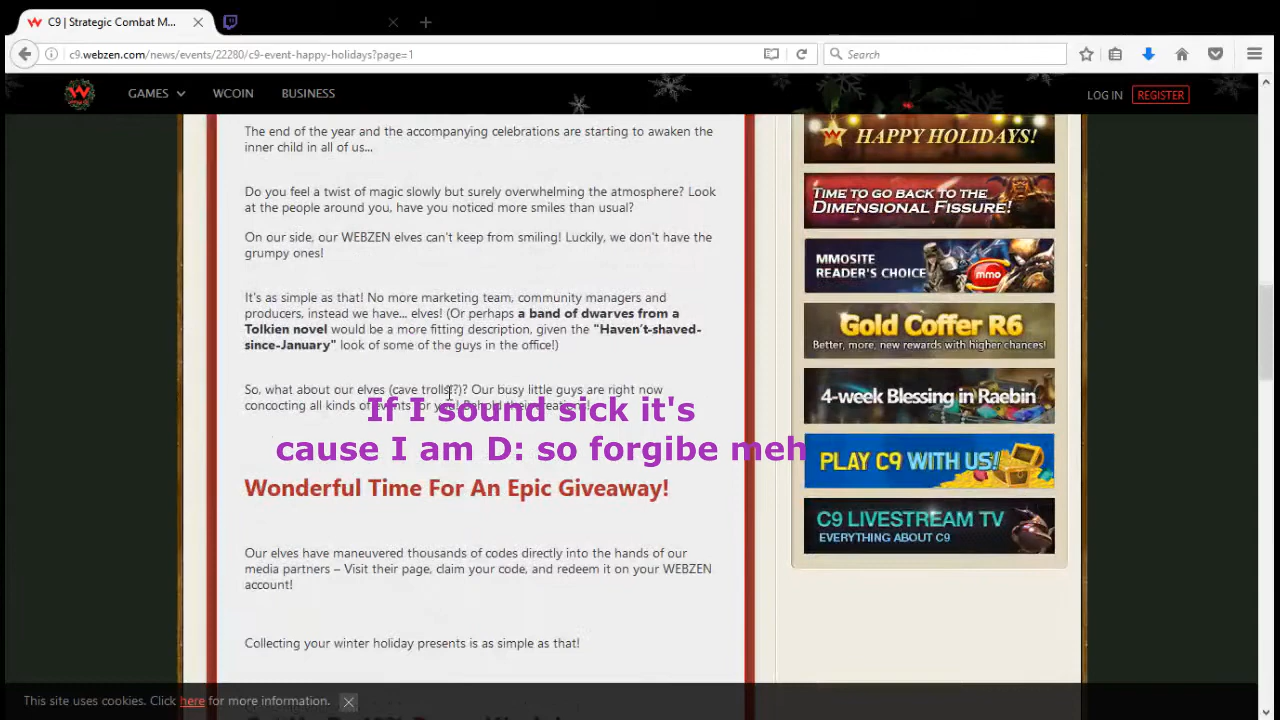 C9 | Strategic Combat M...
c9.webzen.com/news/events/22280/c9-event-happy-holidays?page=1
Search
GAMES
WCOIN
BUSINESS
LOG IN
REGISTER
The end of the year and the accompanying celebrations are starting to awaken the
inner child in all of us...
Do you feel a twist of magic slowly but surely overwhelming the atmosphere? Look
at the people around you, have you noticed more smiles than usual?
On our side, our WEBZEN elves can't keep from smiling! Luckily, we don't have the
grumpy ones!
It's as simple as that! No more marketing team, community managers and
producers, instead we have... elves! (Or perhaps a band of dwarves from a
Tolkien novel would be a more fitting description, given the "Haven't-shaved-
since-January" look of some of the guys in the office!)
So, what about our elves (cave trolls??)? Our busy little guys are right now
concocting all kinds of events for you! Behold their creations!
If I sound sick it's
cause I am D: so forgibe meh
Wonderful Time For An Epic Giveaway!
Our elves have maneuvered thousands of codes directly into the hands of our
media partners – Visit their page, claim your code, and redeem it on your WEBZEN
account!
Collecting your winter holiday presents is as simple as that!
HAPPY HOLIDAYS!
TIME TO GO BACK TO THE
DIMENSIONAL FISSURE!
MMOSITE
READER'S CHOICE
mmo
Gold Coffer R6
Better, more, new rewards with higher chances!
4-week Blessing in Raebin
PLAY C9 WITH US!
C9 LIVESTREAM TV
EVERYTHING ABOUT C9
This site uses cookies. Click here for more information.